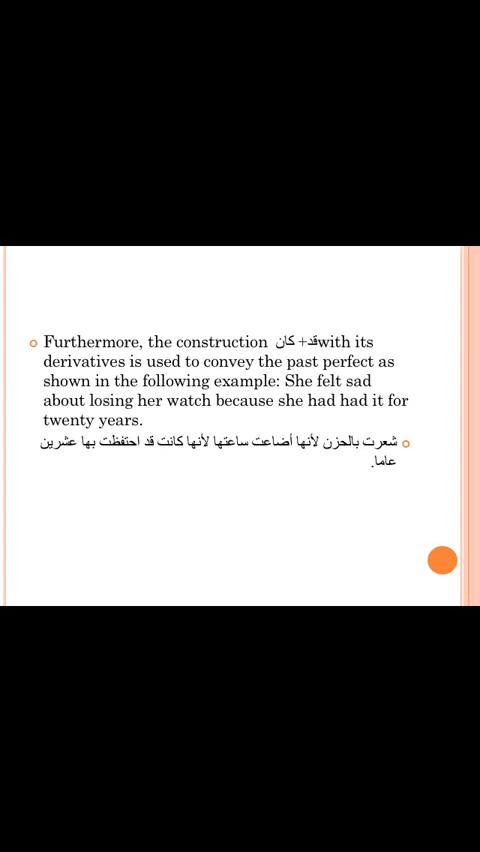 Furthermore, the construction قد+ كان with its
derivatives is used to convey the past perfect as
shown in the following example: She felt sad
about losing her watch because she had had it for
twenty years.
شعرت بالحزن لأنها أضاعت ساعتها لأنها كانت قد احتفظت بها عشرين
عاما.